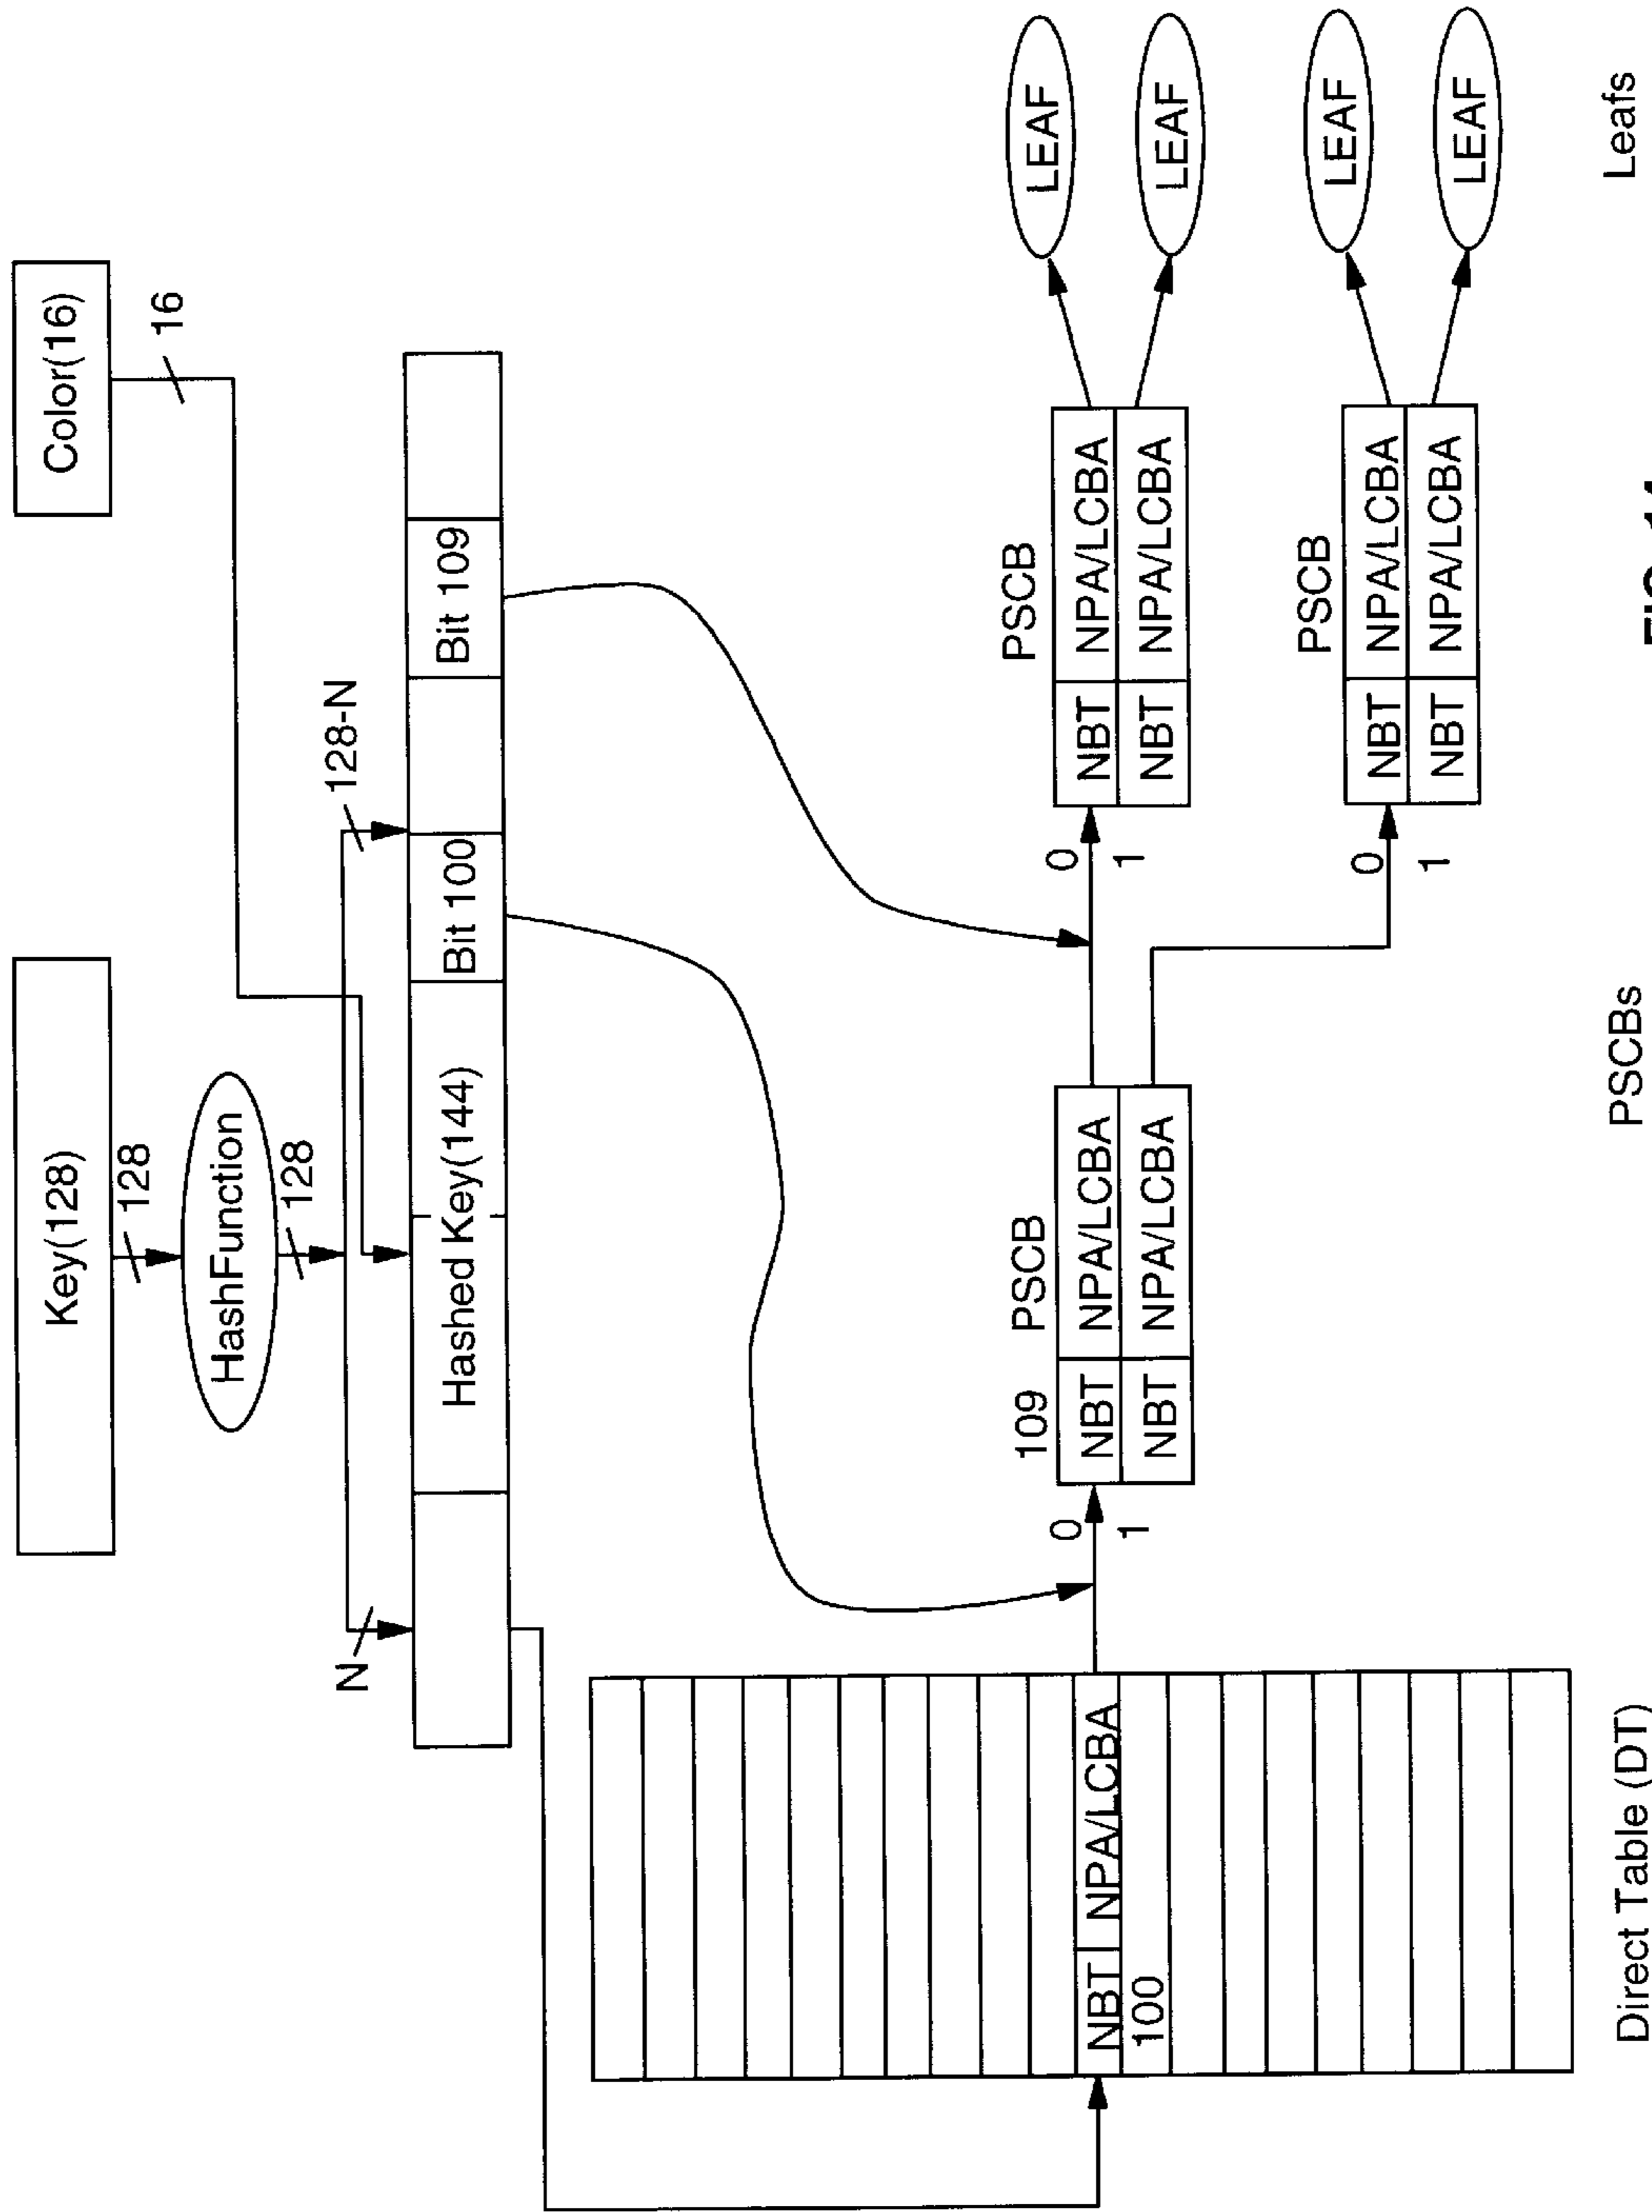 Key(128)
Color(16)
128
16
HashFunction
128
N
128-N
Hashed Key(144)
Bit 100
Bit 109
NBT NPA/LCBA
100
0
1
109
PSCB
NBT NPA/LCBA
NBT NPA/LCBA
0
1
PSCB
NBT NPA/LCBA
NBT NPA/LCBA
LEAF
LEAF
0
1
PSCB
NBT NPA/LCBA
NBT NPA/LCBA
LEAF
LEAF
Direct Table (DT)
PSCBs
Leafs